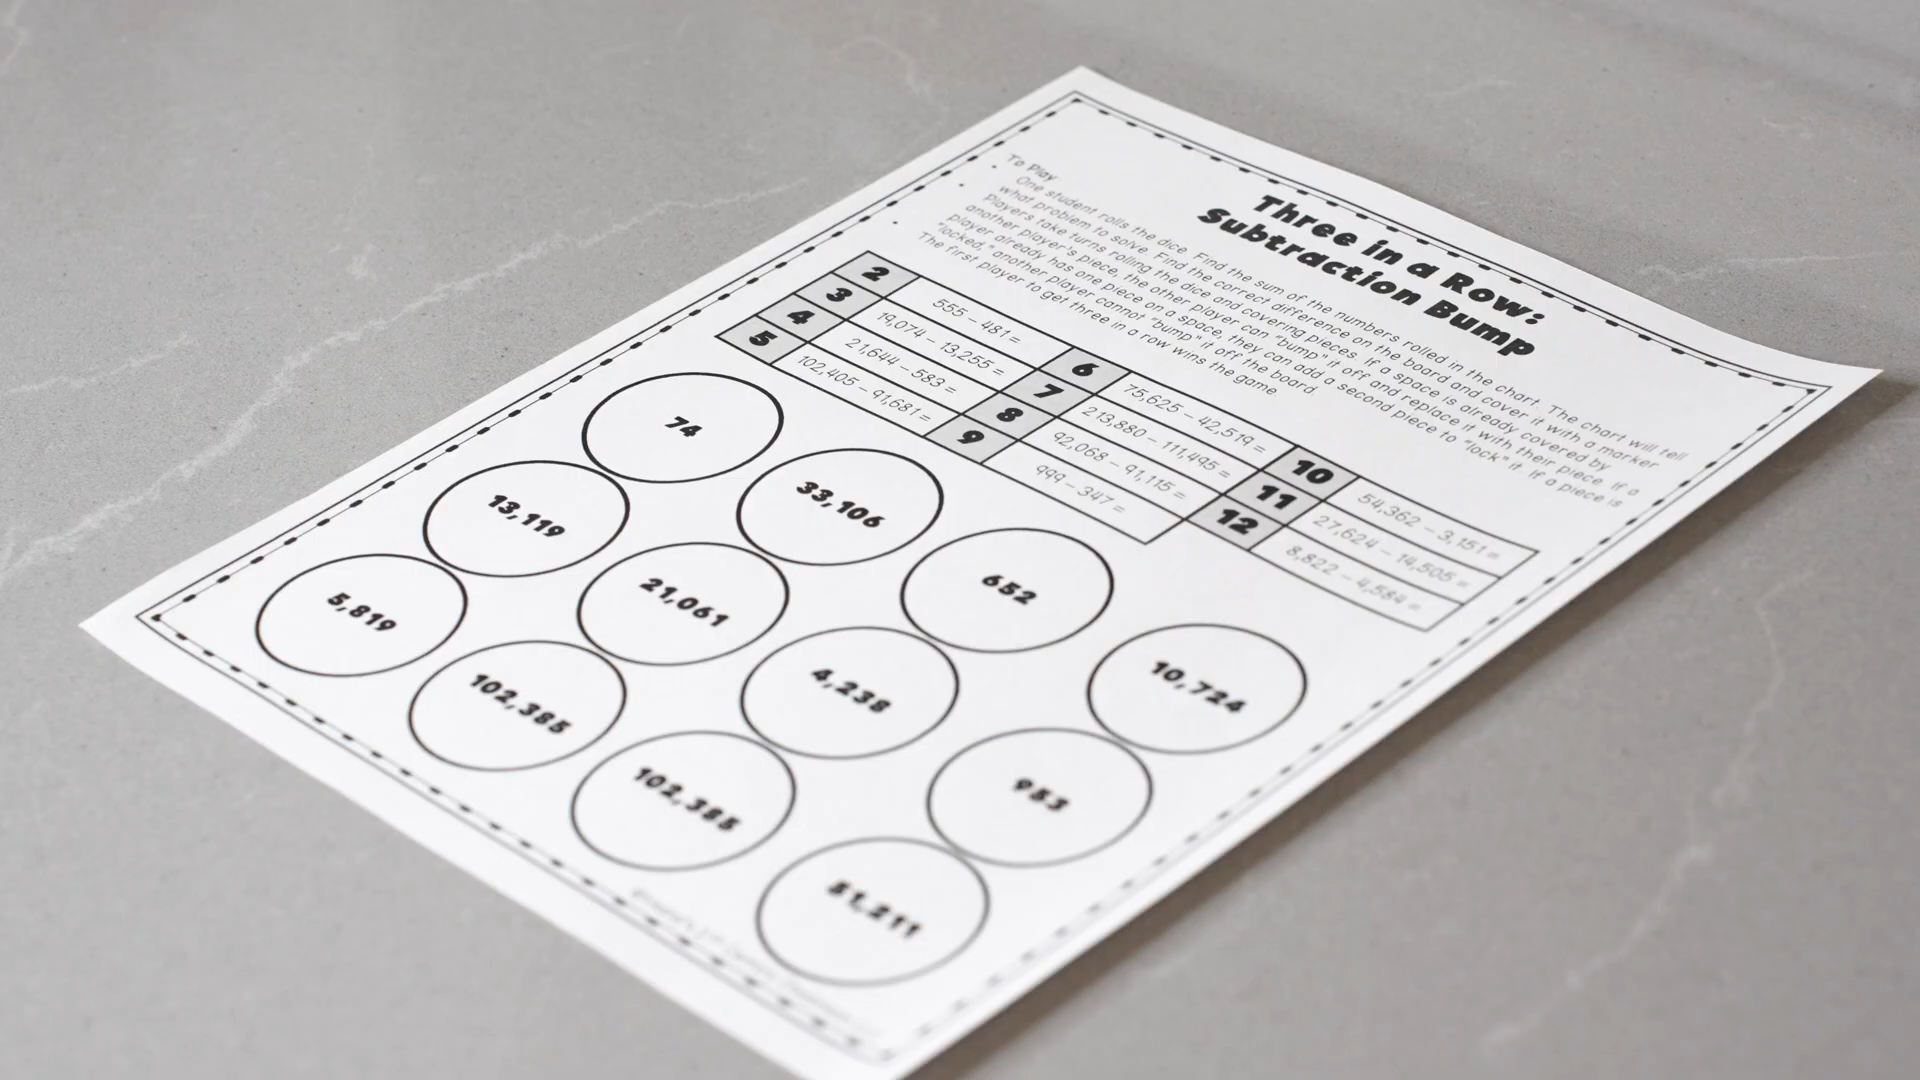 Three in a Row:
Subtraction Bump
To Play
One student rolls the dice. Find the sum of the numbers rolled in the chart. The chart will tell
what problem to solve. Find the correct difference on the board and cover it with a marker
Players take turns rolling the dice and covering pieces. If a space is already covered by
another player's piece, the other player can "bump" it off and replace it with their piece. If a
player already has one piece on a space, they can add a second piece to "lock" it. If a piece is
"locked," another player cannot "bump" it off the board
The first player to get three in a row wins the game
2 555 – 481 =
3 19,074 – 13,255 =
4 21,644 – 583 =
5 102,405 – 91,681 =
6 75,625 – 42,519 =
7 213,880 – 111,495 =
8 92,068 – 91,115 =
9 999 – 347 =
10 54,362 – 3,151 =
11 27,624 – 14,505 =
12 8,822 – 4,584 =
74
33,106
652
10,724
13,119
21,061
4,238
953
5,819
102,385
102,385
51,211